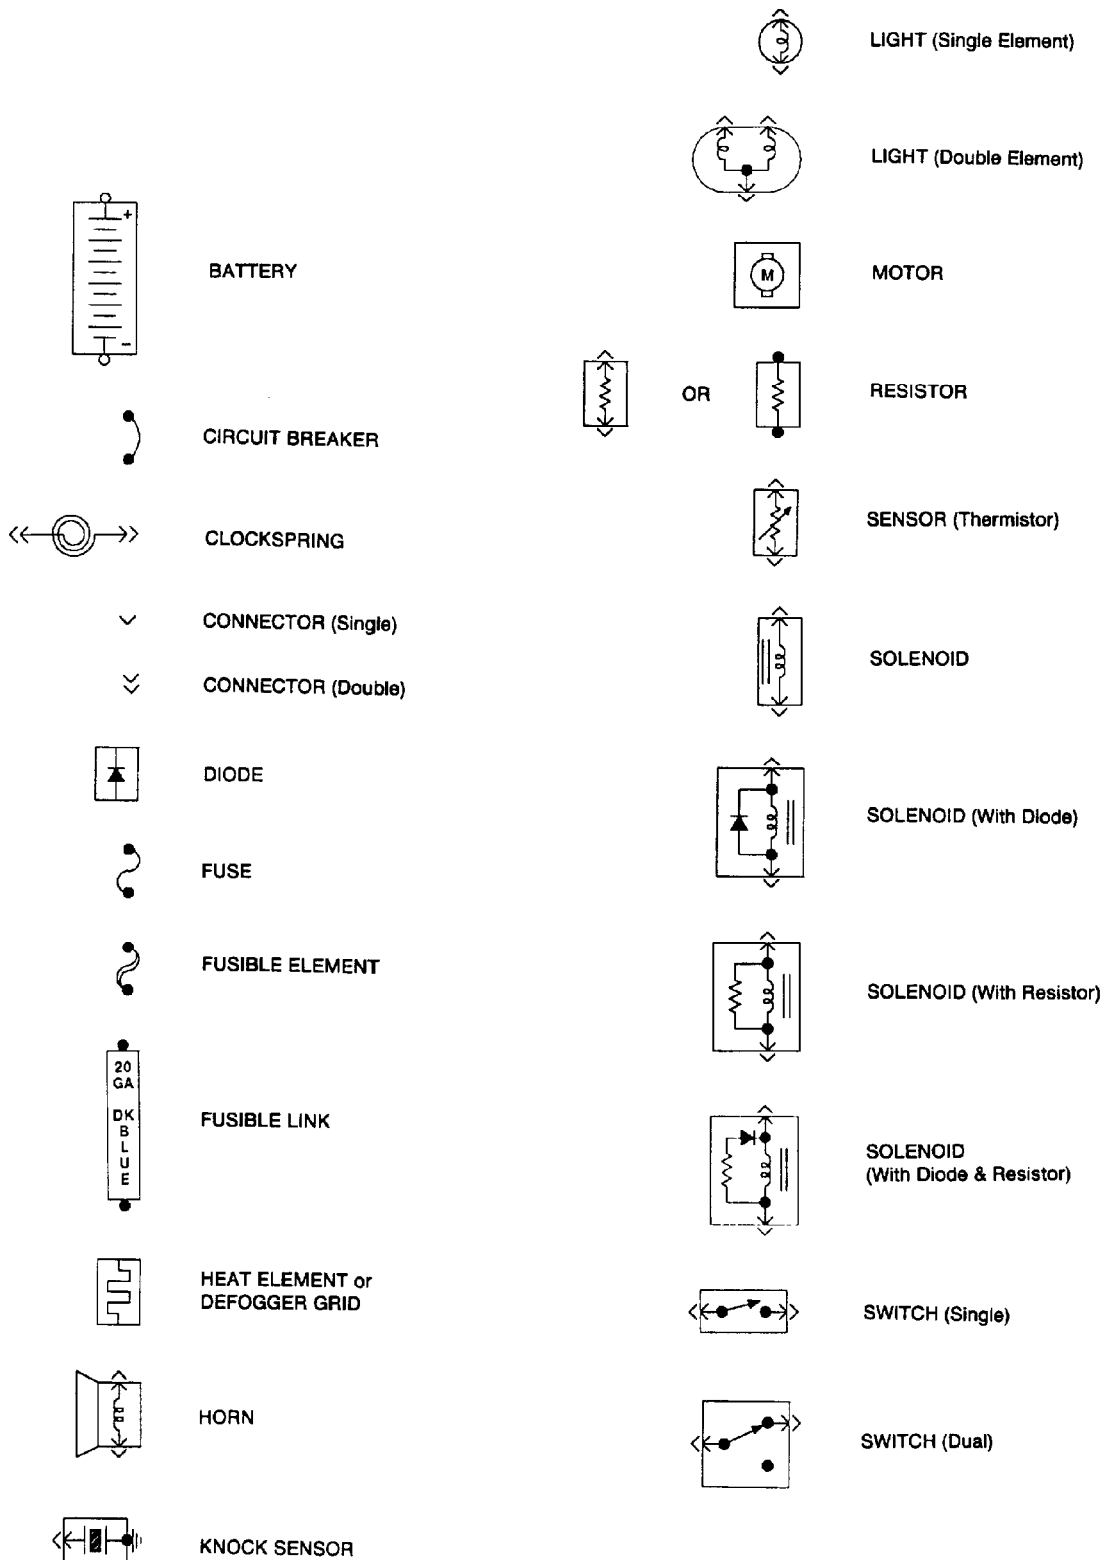 BATTERY
+
−
CIRCUIT BREAKER
CLOCKSPRING
CONNECTOR (Single)
CONNECTOR (Double)
DIODE
FUSE
FUSIBLE ELEMENT
20
GA
DK
B
L
U
E
FUSIBLE LINK
HEAT ELEMENT or
DEFOGGER GRID
HORN
KNOCK SENSOR
LIGHT (Single Element)
LIGHT (Double Element)
M
MOTOR
OR
RESISTOR
SENSOR (Thermistor)
SOLENOID
SOLENOID (With Diode)
SOLENOID (With Resistor)
SOLENOID
(With Diode & Resistor)
SWITCH (Single)
SWITCH (Dual)